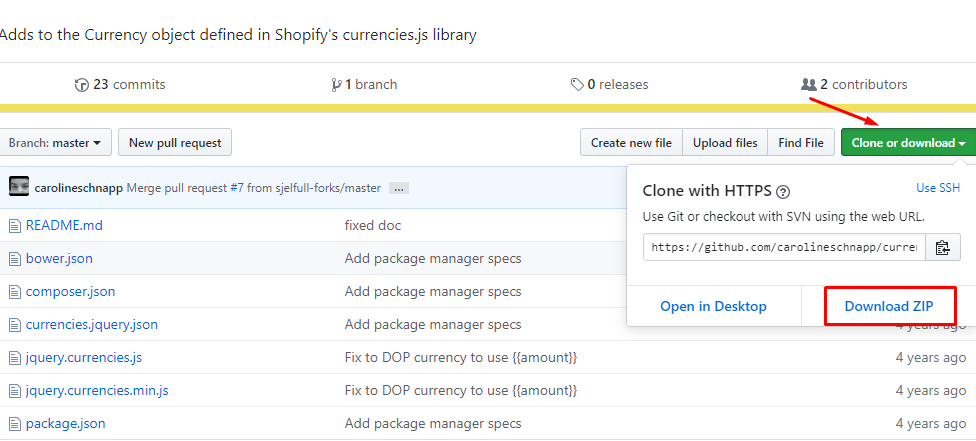 Adds to the Currency object defined in Shopify's currencies.js library
23 commits 1 branch 0 releases 2 contributors
Branch: master New pull request Create new file Upload files Find File Clone or download
carolineschnapp Merge pull request #7 from sjelfull-forks/master ...
Clone with HTTPS ? Use SSH
Use Git or checkout with SVN using the web URL.
https://github.com/carolineschnapp/curren
Open in Desktop Download ZIP
README.md fixed doc
bower.json Add package manager specs
composer.json Add package manager specs
currencies.jquery.json Add package manager specs 4 years ago
jquery.currencies.js Fix to DOP currency to use {{amount}} 4 years ago
jquery.currencies.min.js Fix to DOP currency to use {{amount}} 4 years ago
package.json Add package manager specs 4 years ago